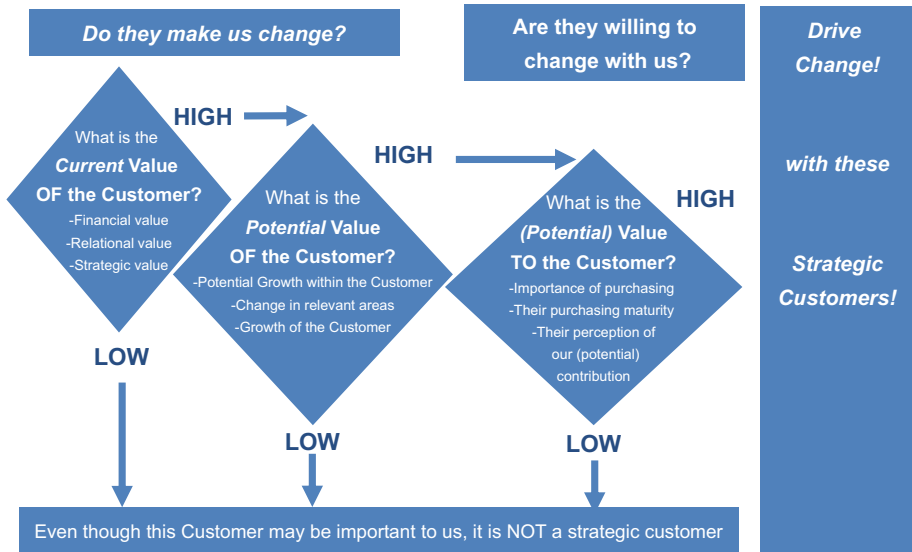 Do they make us change?
Are they willing to
change with us?
Drive
Change!
with these
Strategic
Customers!
HIGH
What is the
Current Value
OF the Customer?
-Financial value
-Relational value
-Strategic value
LOW
HIGH
What is the
Potential Value
OF the Customer?
-Potential Growth within the Customer
-Change in relevant areas
-Growth of the Customer
LOW
HIGH
What is the
(Potential) Value
TO the Customer?
-Importance of purchasing
-Their purchasing maturity
-Their perception of
our (potential)
contribution
LOW
Even though this Customer may be important to us, it is NOT a strategic customer